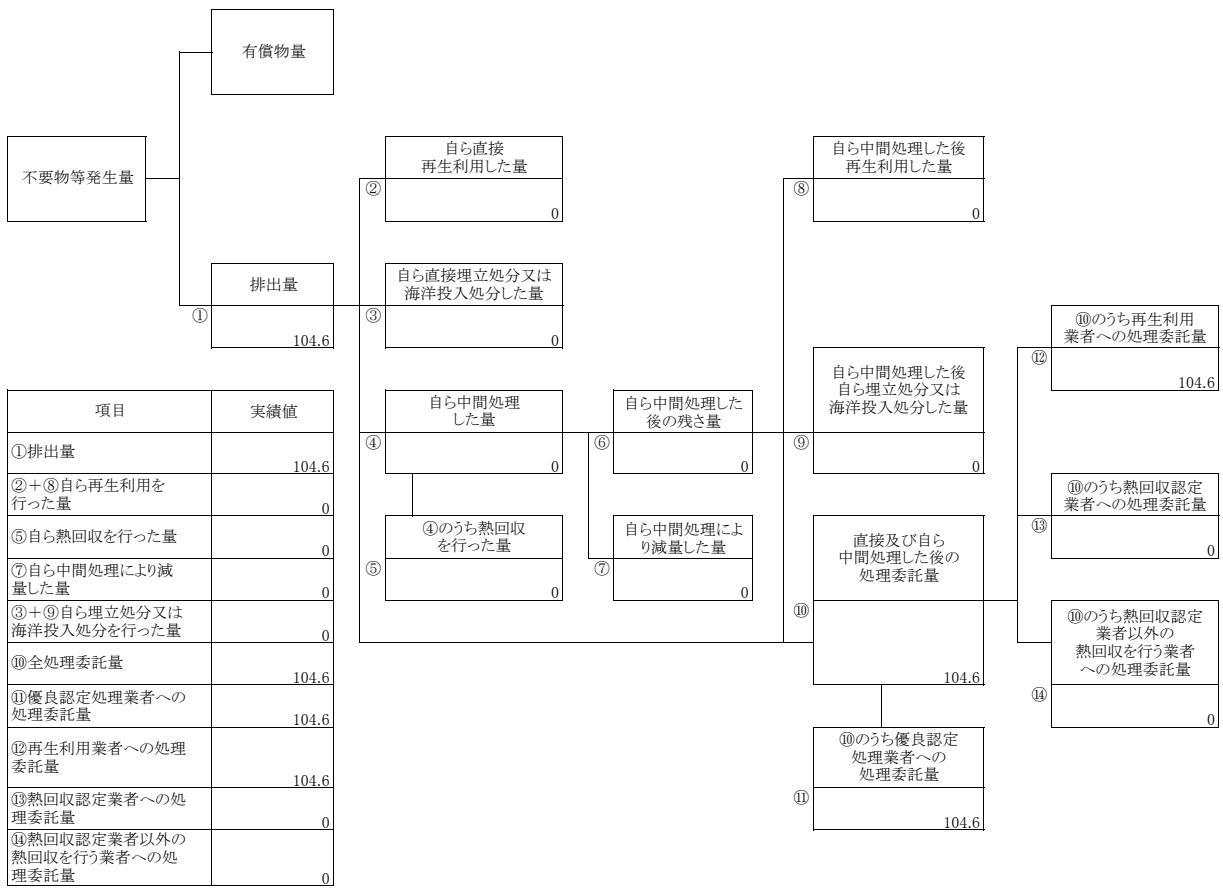 有償物量
不要物等発生量
排出量
①
104.6
自ら直接
再生利用した量
②
0
自ら直接埋立処分又は
海洋投入処分した量
③
0
自ら中間処理
した量
④
0
④のうち熱回収
を行った量
⑤
0
自ら中間処理した
後の残さ量
⑥
0
自ら中間処理によ
り減量した量
⑦
0
自ら中間処理した後
再生利用した量
⑧
0
自ら中間処理した後
自ら埋立処分又は
海洋投入処分した量
⑨
0
直接及び自ら
中間処理した後の
処理委託量
⑩
104.6
⑩のうち優良認定
処理業者への
処理委託量
⑪
104.6
⑩のうち再生利用
業者への処理委託量
⑫
104.6
⑩のうち熱回収認定
業者への処理委託量
⑬
0
⑩のうち熱回収認定
業者以外の
熱回収を行う業者
への処理委託量
⑭
0
項目 実績値
①排出量
104.6
②+⑧自ら再生利用を
行った量
0
⑤自ら熱回収を行った量
0
⑦自ら中間処理により減
量した量
0
③+⑨自ら埋立処分又は
海洋投入処分を行った量
0
⑩全処理委託量
104.6
⑪優良認定処理業者への
処理委託量
104.6
⑫再生利用業者への処理
委託量
104.6
⑬熱回収認定業者への処
理委託量
0
⑭熱回収認定業者以外の
熱回収を行う業者への処
理委託量
0